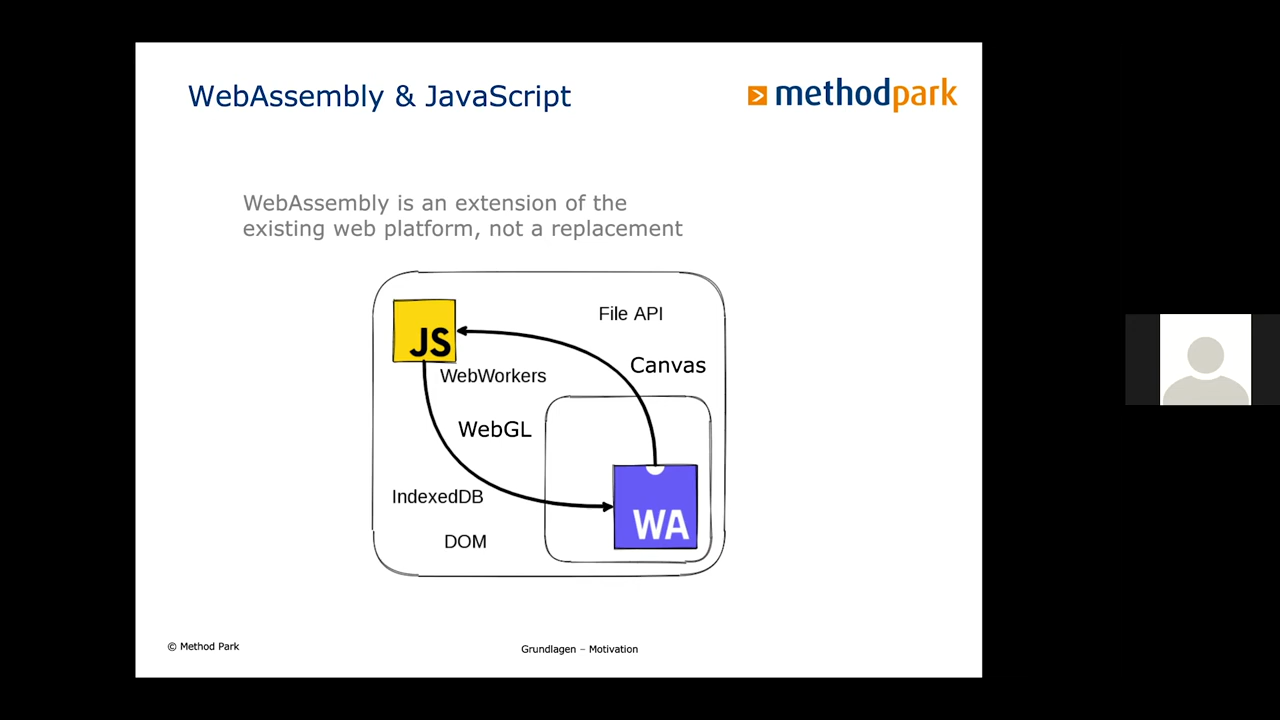 WebAssembly & JavaScript
methodpark
WebAssembly is an extension of the
existing web platform, not a replacement
JS
File API
Canvas
WebWorkers
WebGL
IndexedDB
WA
DOM
© Method Park
Grundlagen – Motivation